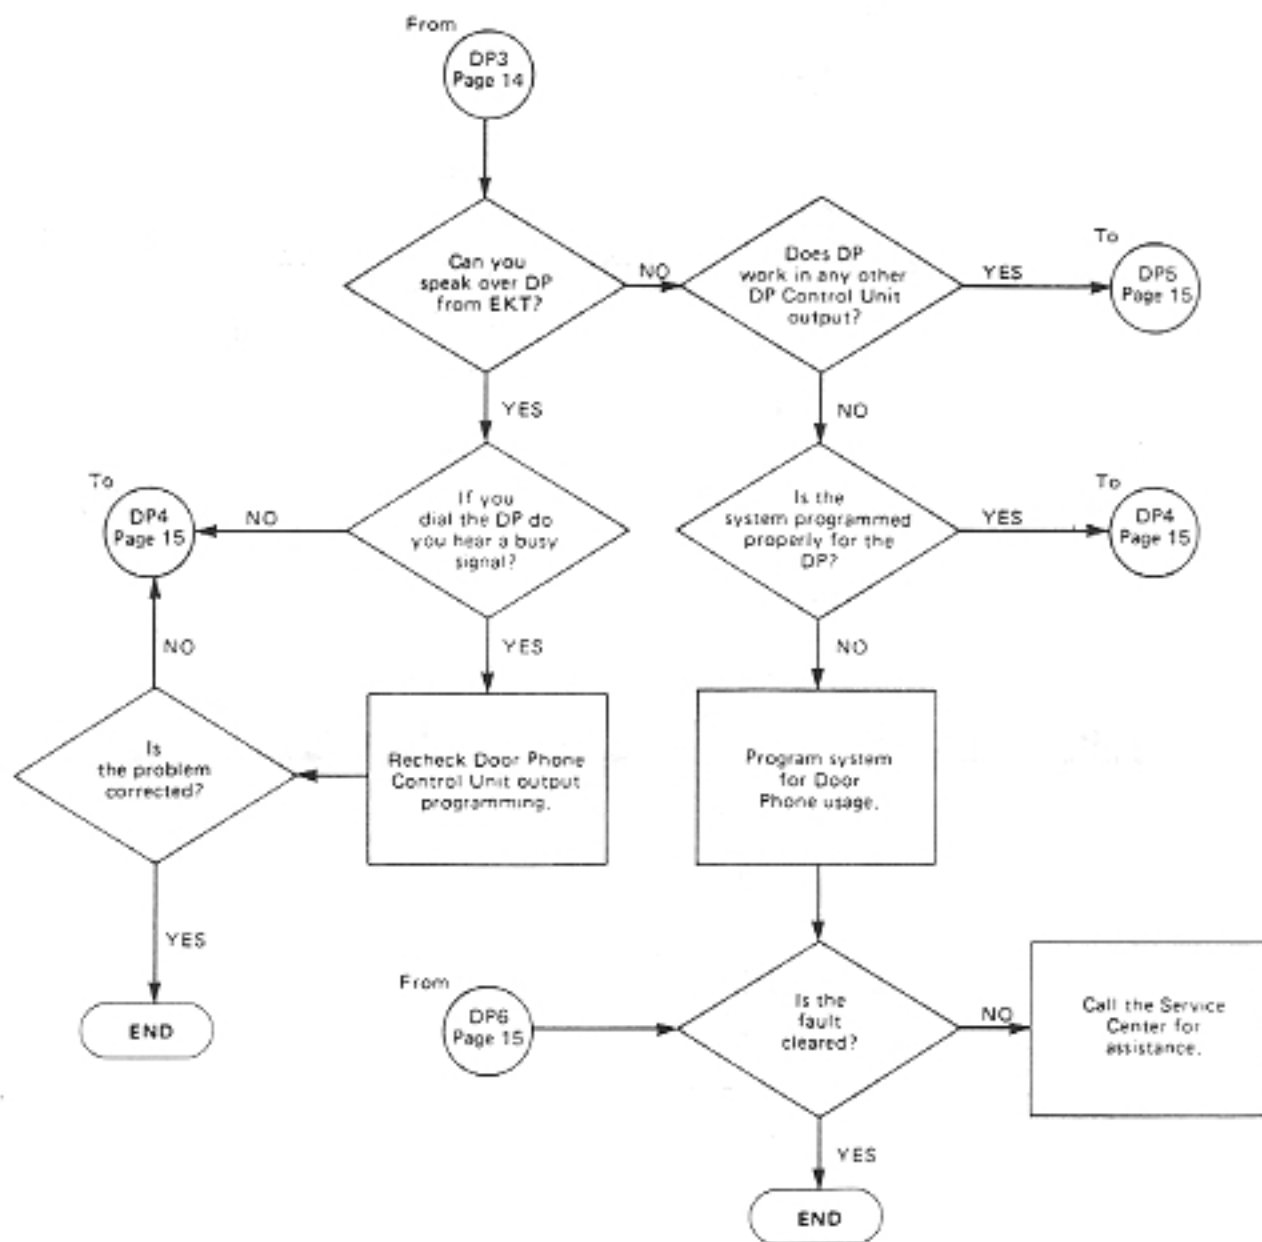 From
DP3
Page 14
Can you
speak over DP
from EKT?
NO
Does DP
work in any other
DP Control Unit
output?
YES
To
DP5
Page 15
YES
NO
To
DP4
Page 15
NO
If you
dial the DP do
you hear a busy
signal?
Is the
system programmed
properly for the
DP?
YES
To
DP4
Page 15
NO
YES
NO
Is
the problem
corrected?
Recheck Door Phone
Control Unit output
programming.
Program system
for Door
Phone usage.
YES
END
From
DP6
Page 15
Is the
fault
cleared?
NO
Call the Service
Center for
assistance.
YES
END